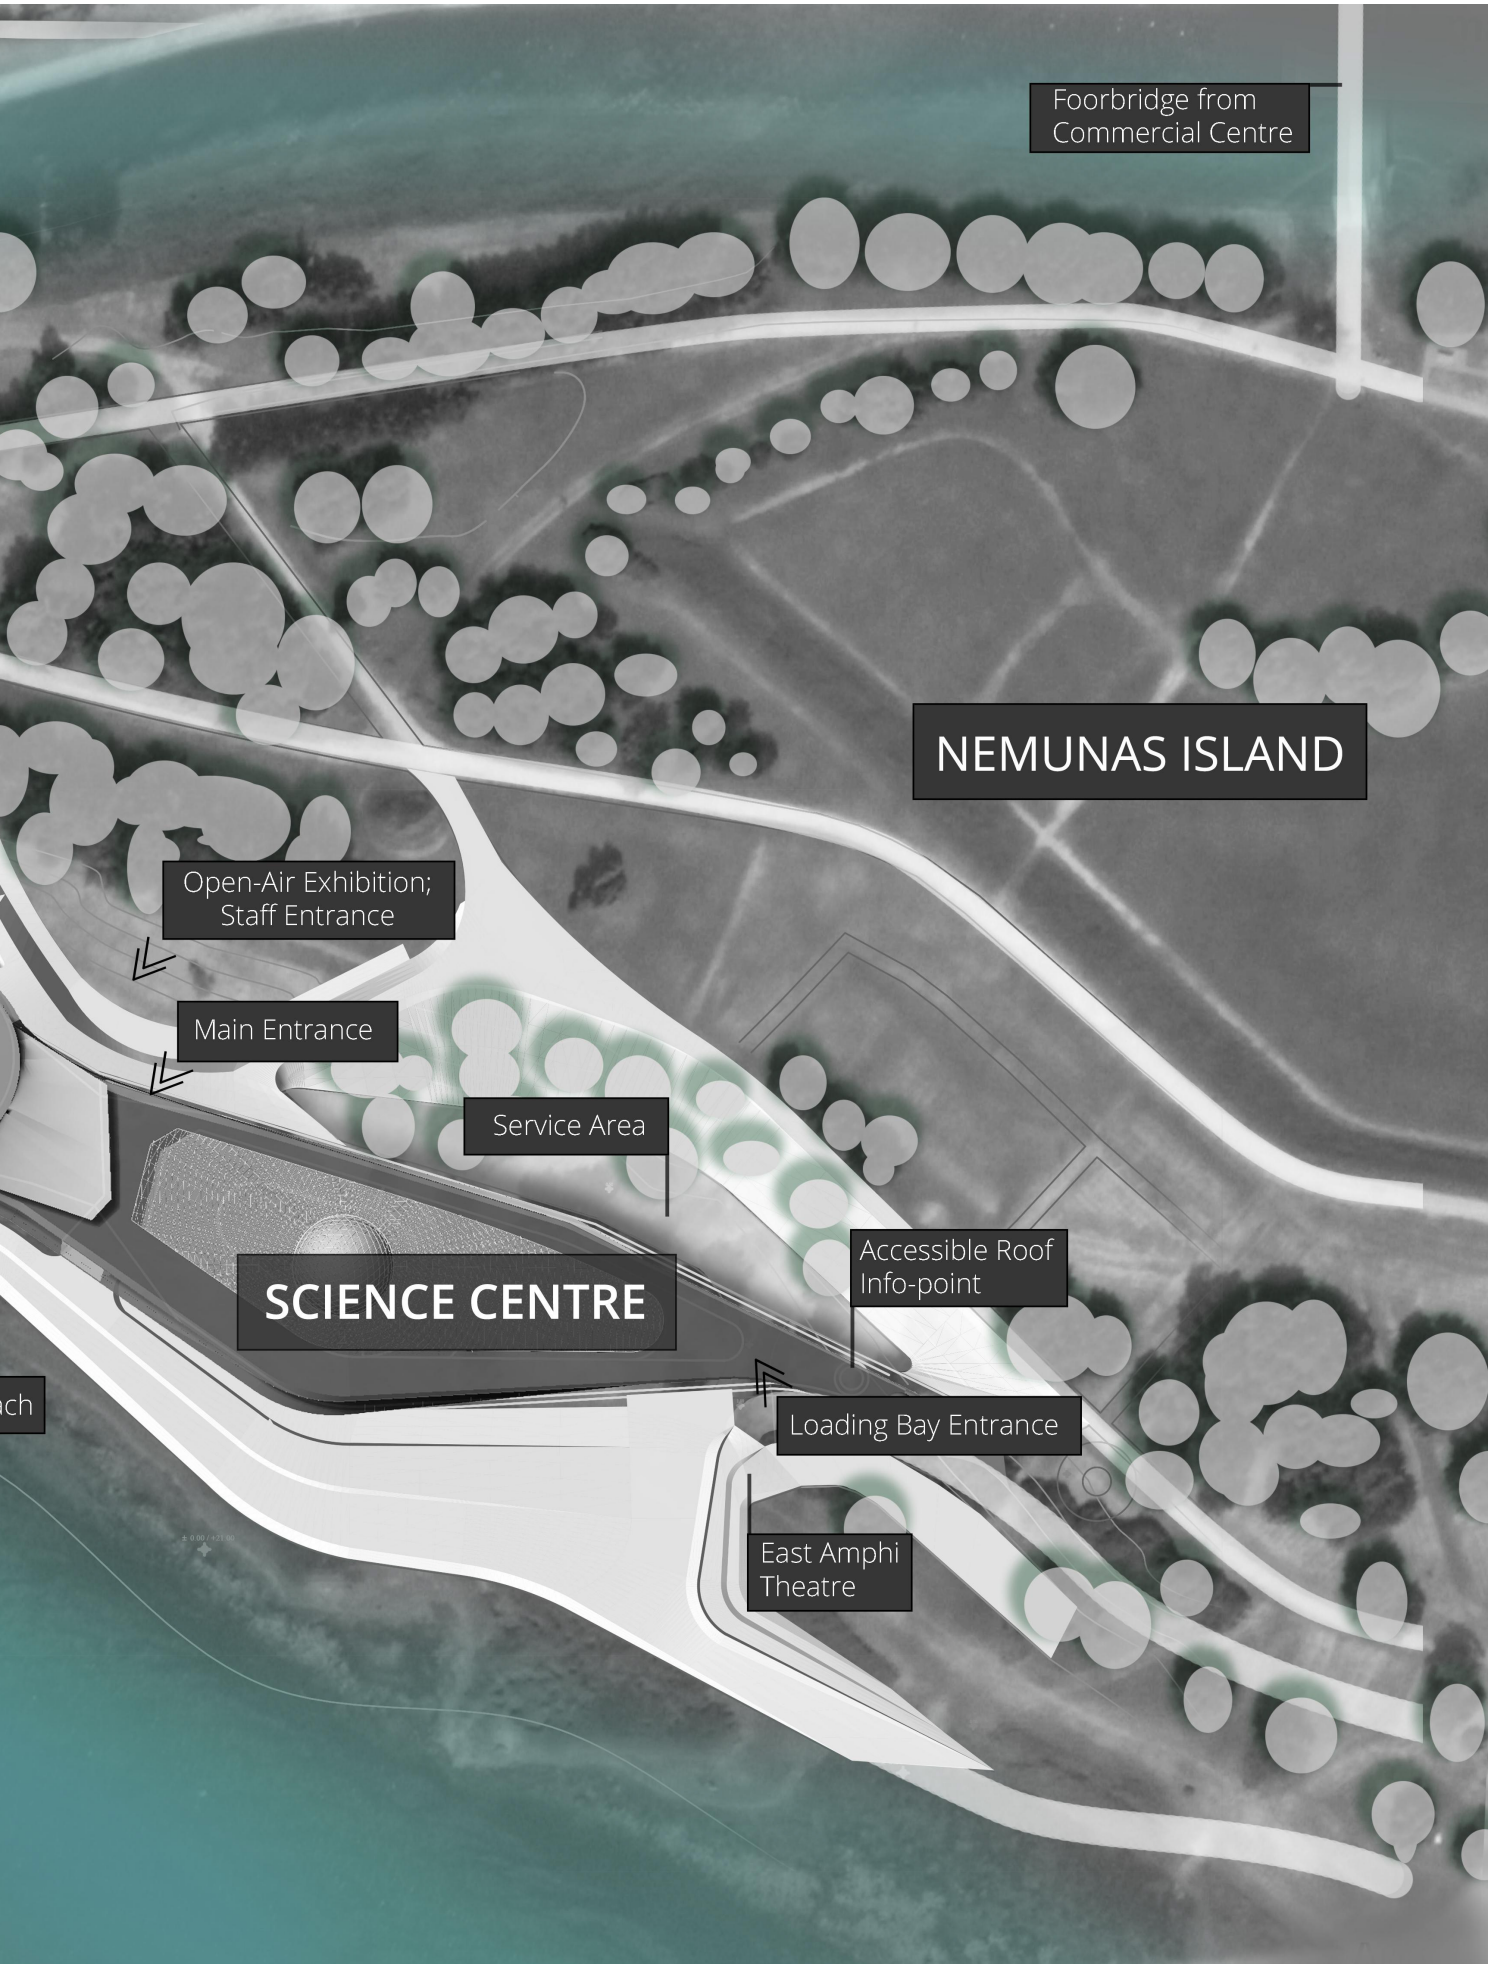 Foorbridge from
Commercial Centre
NEMUNAS ISLAND
Open-Air Exhibition;
Staff Entrance
Main Entrance
Service Area
Accessible Roof
Info-point
SCIENCE CENTRE
ach
Loading Bay Entrance
East Amphi
Theatre